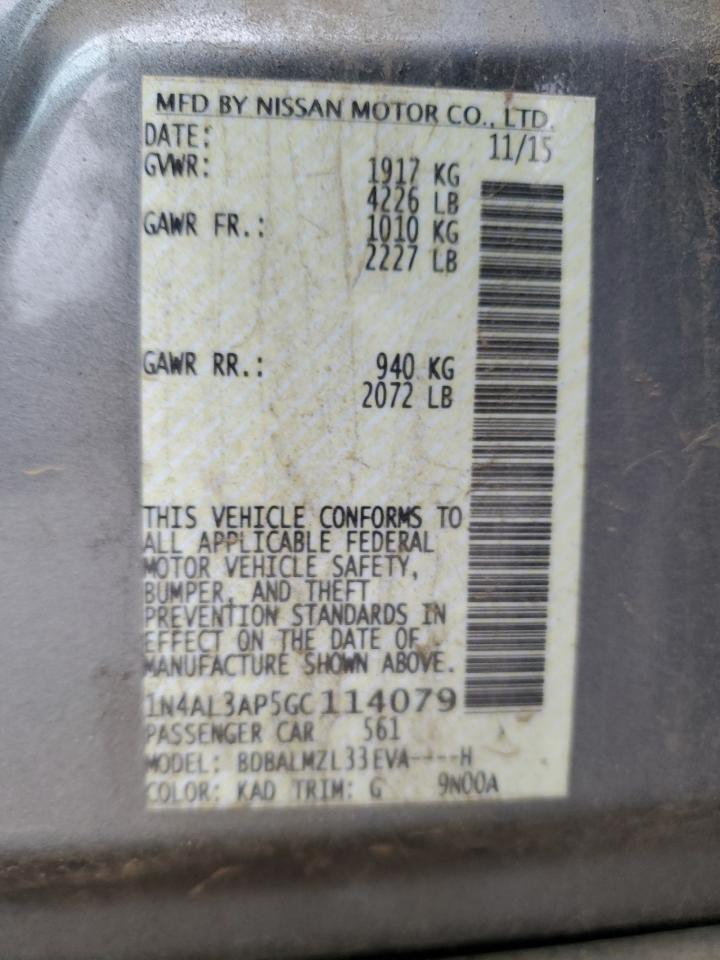 MFD BY NISSAN MOTOR CO., LTD.
DATE: 11/15
GVWR: 1917 KG
4226 LB
GAWR FR.: 1010 KG
2227 LB
GAWR RR.: 940 KG
2072 LB
THIS VEHICLE CONFORMS TO
ALL APPLICABLE FEDERAL
MOTOR VEHICLE SAFETY,
BUMPER, AND THEFT
PREVENTION STANDARDS IN
EFFECT ON THE DATE OF
MANUFACTURE SHOWN ABOVE.
1N4AL3AP5GC114079
PASSENGER CAR 561
MODEL: BDBALMZL33EVA----H
COLOR: KAD TRIM: G 9N00A